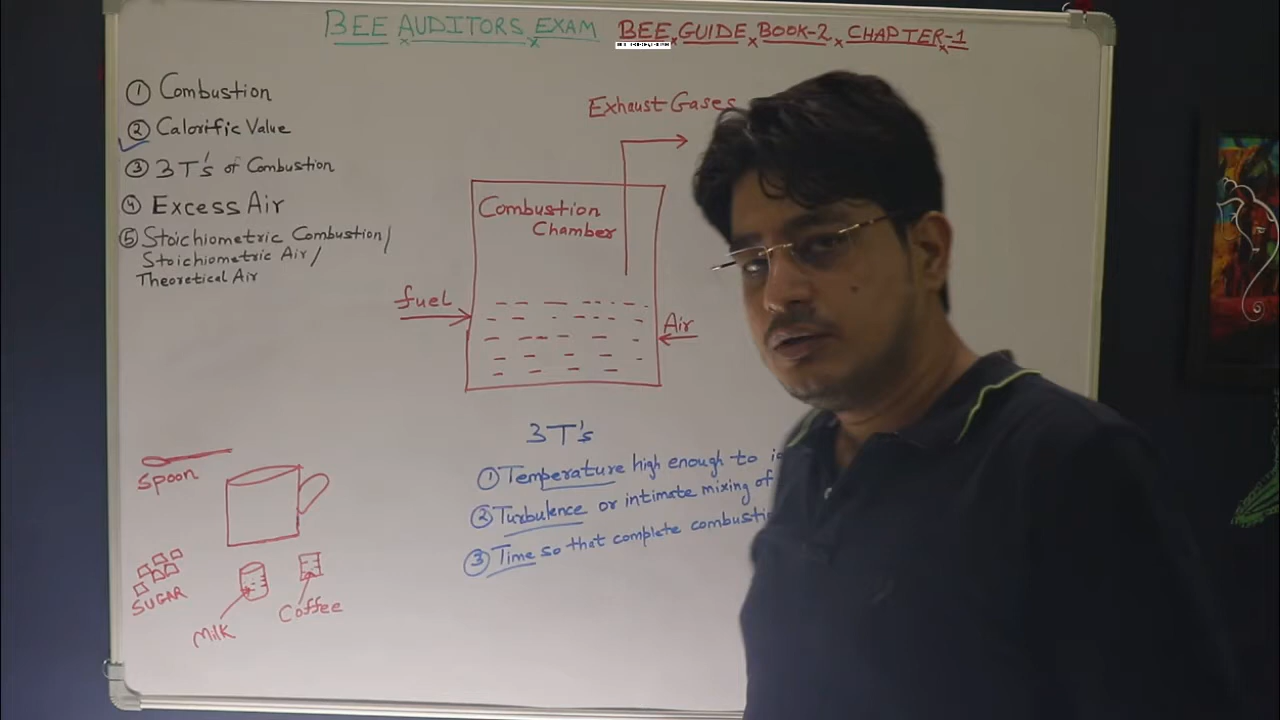 BEE AUDITORS EXAM BEE GUIDE BOOK-2 CHAPTER-1
① Combustion
② Calorific Value
③ 3 T's of Combustion
④ Excess Air
⑤ Stoichiometric Combustion/
Stoichiometric Air/
Theoretical Air
Exhaust Gases
Combustion
Chamber
fuel
Air
3T's
① Temperature high enough to
② Turbulence or intimate mixing of
③ Time so that complete
Spoon
SUGAR
Milk
Coffee